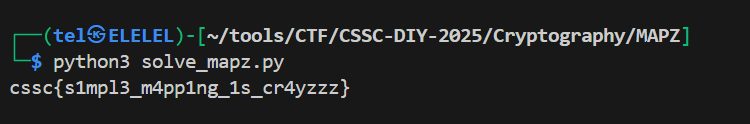 ┌──(tel㉿ELELEL)-[~/tools/CTF/CSSC-DIY-2025/Cryptography/MAPZ]
└─$ python3 solve_mapz.py
cssc{s1mpl3_m4pp1ng_1s_cr4yzzz}